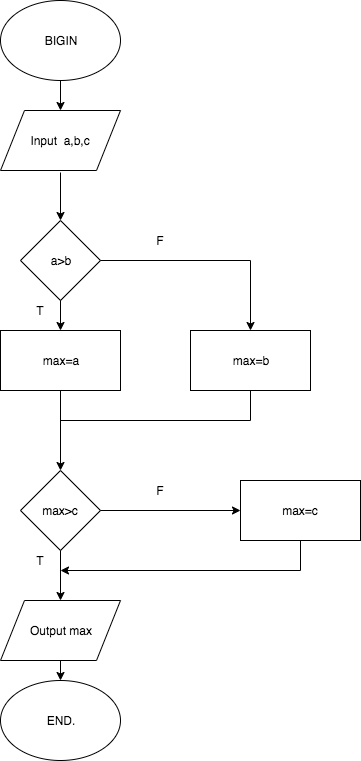 BIGIN
Input a,b,c
a>b
F
T
max=a
max=b
max>c
F
max=c
T
Output max
END.